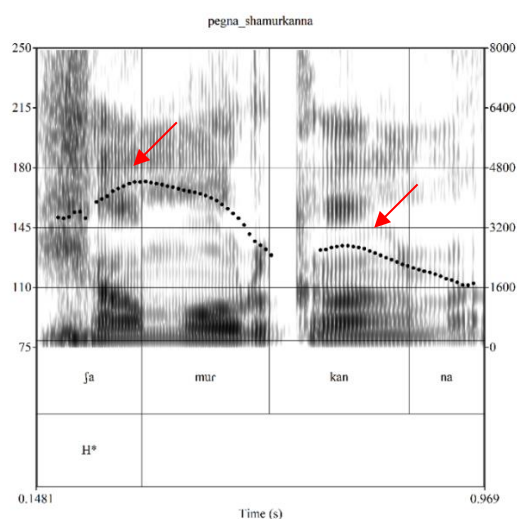 pegna_shamurkanna
250 8000
215 6400
180 4800
145 3200
110 1600
75 0
ʃa mur kan na
H*
0.1481 0.969
Time (s)